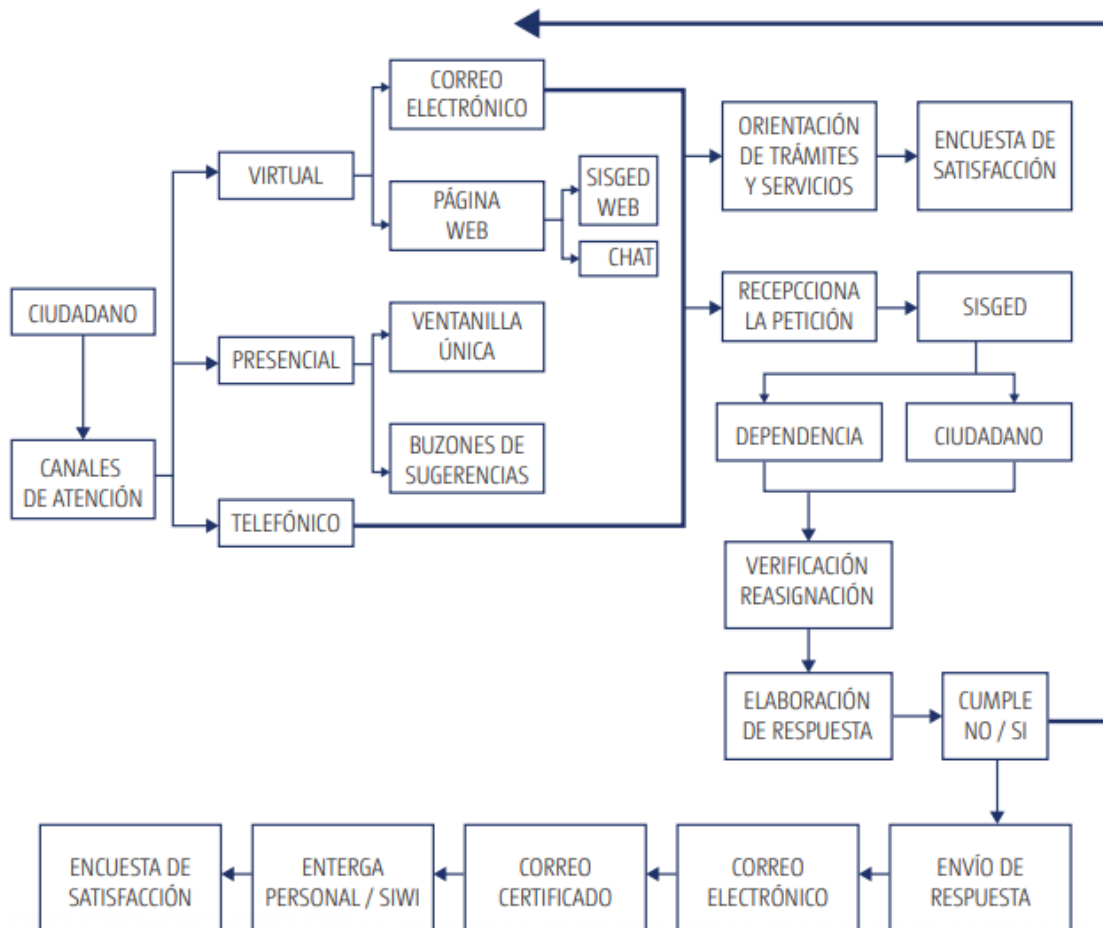 CORREO
ELECTRÓNICO
ORIENTACIÓN
DE TRÁMITES
Y SERVICIOS
ENCUESTA DE
SATISFACCIÓN
VIRTUAL
PÁGINA
WEB
SISGED
WEB
CHAT
CIUDADANO
RECEPCCIONA
LA PETICIÓN
SISGED
PRESENCIAL
VENTANILLA
ÚNICA
DEPENDENCIA
CIUDADANO
CANALES
DE ATENCIÓN
BUZONES DE
SUGERENCIAS
TELEFÓNICO
VERIFICACIÓN
REASIGNACIÓN
ELABORACIÓN
DE RESPUESTA
CUMPLE
NO / SI
ENCUESTA DE
SATISFACCIÓN
ENTERGA
PERSONAL / SIWI
CORREO
CERTIFICADO
CORREO
ELECTRÓNICO
ENVÍO DE
RESPUESTA